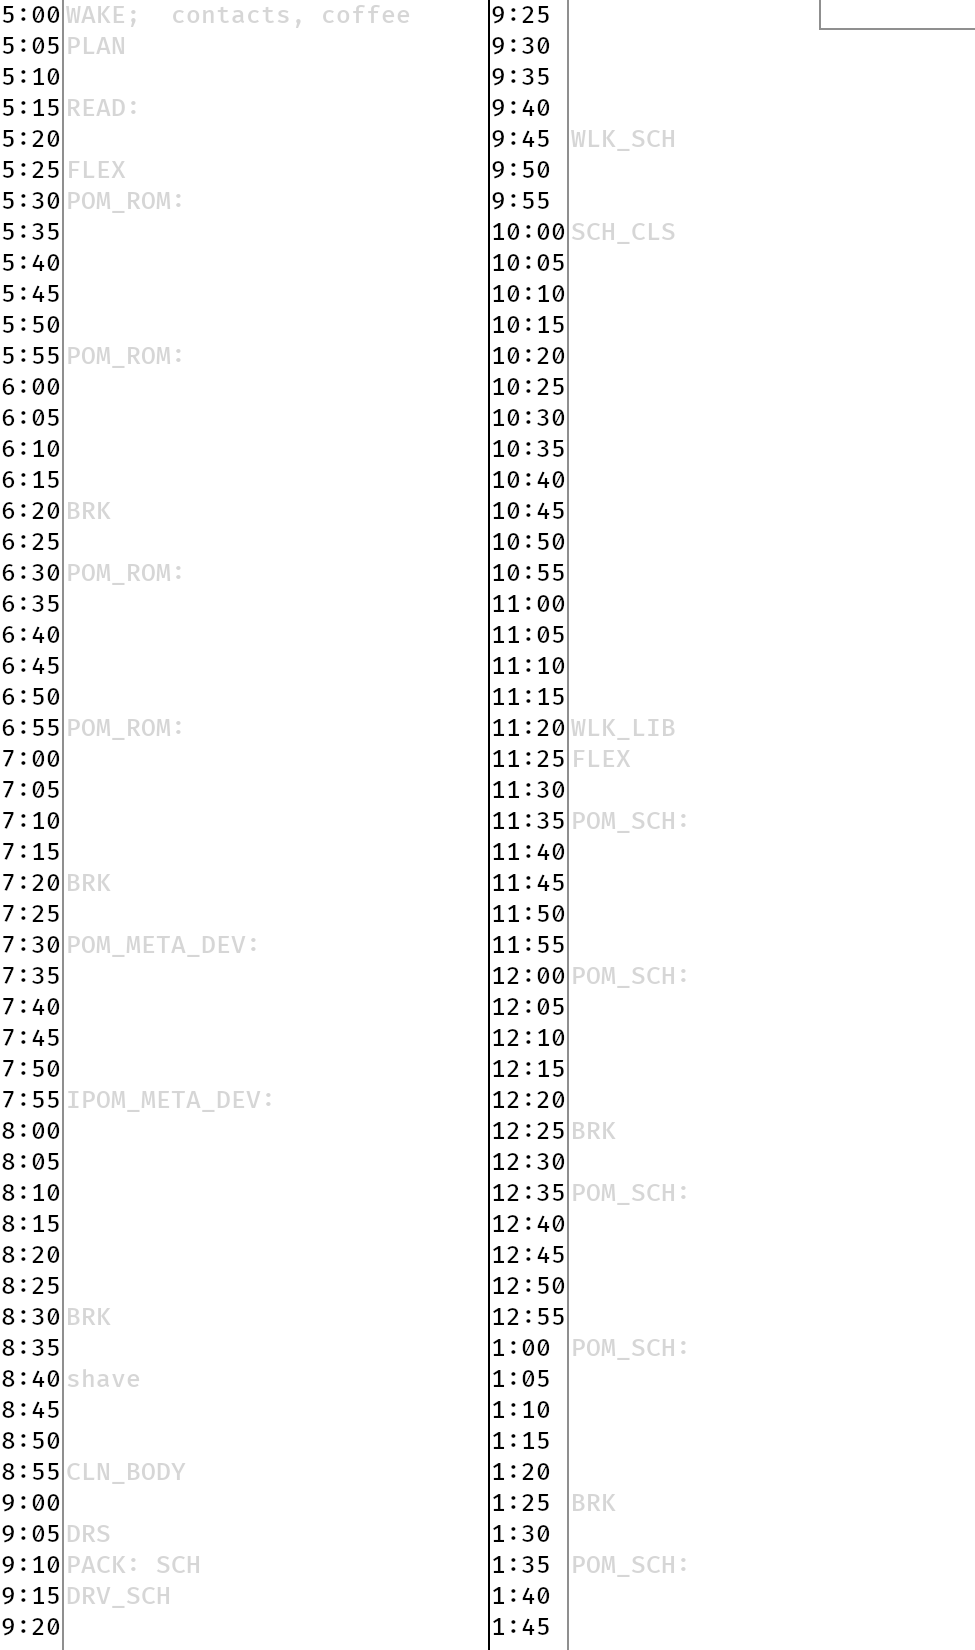 5:00 WAKE;  contacts, coffee
5:05 PLAN
5:10
5:15 READ:
5:20
5:25 FLEX
5:30 POM_ROM:
5:35
5:40
5:45
5:50
5:55 POM_ROM:
6:00
6:05
6:10
6:15
6:20 BRK
6:25
6:30 POM_ROM:
6:35
6:40
6:45
6:50
6:55 POM_ROM:
7:00
7:05
7:10
7:15
7:20 BRK
7:25
7:30 POM_META_DEV:
7:35
7:40
7:45
7:50
7:55 IPOM_META_DEV:
8:00
8:05
8:10
8:15
8:20
8:25
8:30 BRK
8:35
8:40 shave
8:45
8:50
8:55 CLN_BODY
9:00
9:05 DRS
9:10 PACK: SCH
9:15 DRV_SCH
9:20
9:25
9:30
9:35
9:40
9:45 WLK_SCH
9:50
9:55
10:00 SCH_CLS
10:05
10:10
10:15
10:20
10:25
10:30
10:35
10:40
10:45
10:50
10:55
11:00
11:05
11:10
11:15
11:20 WLK_LIB
11:25 FLEX
11:30
11:35 POM_SCH:
11:40
11:45
11:50
11:55
12:00 POM_SCH:
12:05
12:10
12:15
12:20
12:25 BRK
12:30
12:35 POM_SCH:
12:40
12:45
12:50
12:55
1:00 POM_SCH:
1:05
1:10
1:15
1:20
1:25 BRK
1:30
1:35 POM_SCH:
1:40
1:45